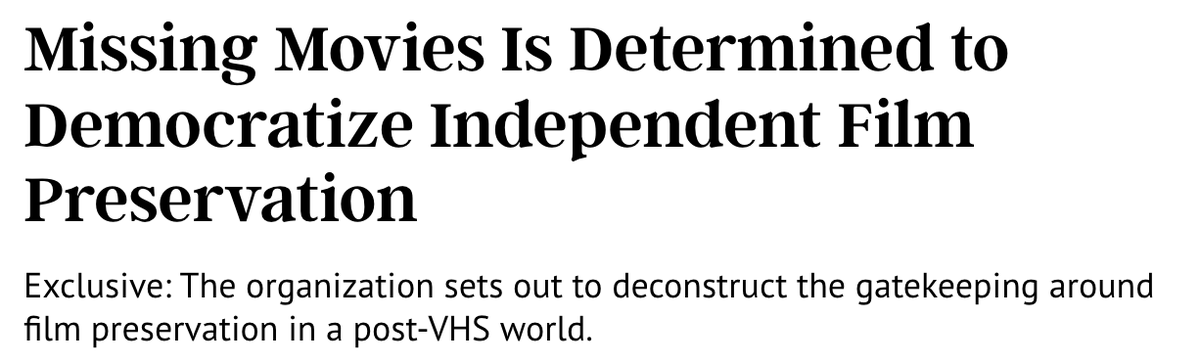 Missing Movies Is Determined to
Democratize Independent Film
Preservation
Exclusive: The organization sets out to deconstruct the gatekeeping around
film preservation in a post-VHS world.